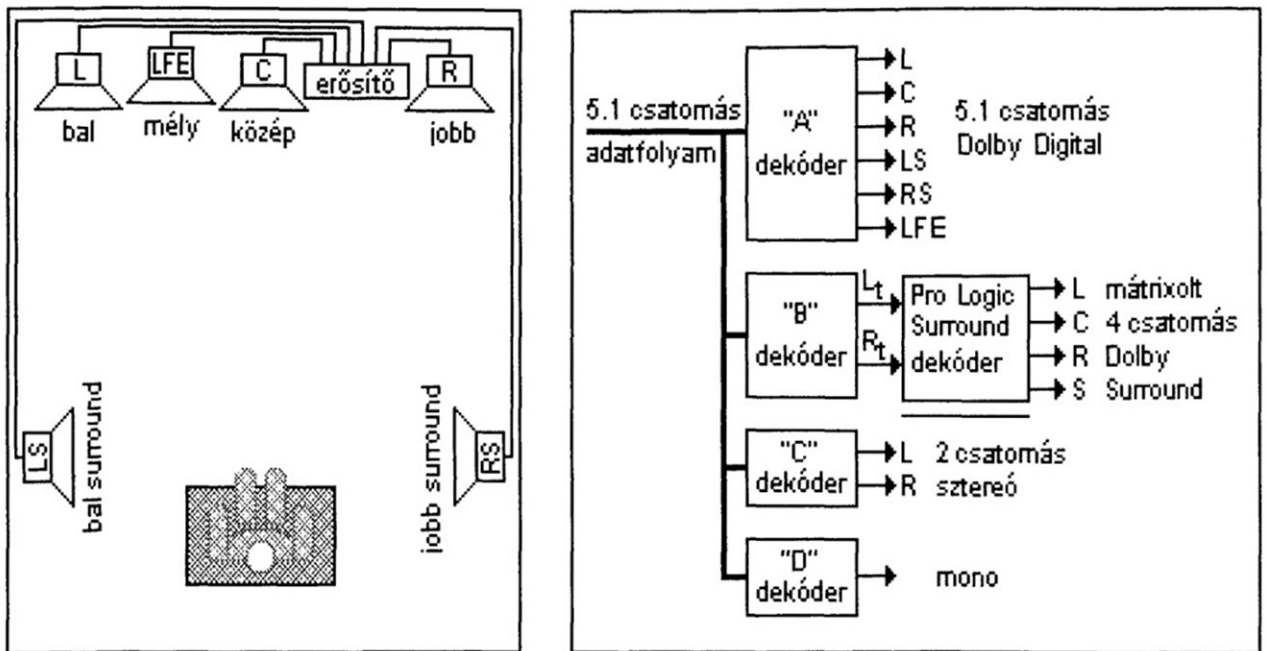 L
LFE
C
erősítő
R
bal
mély
közép
jobb
LS
bal surround
RS
jobb surround
5.1 csatomás
adatfolyam
"A"
dekóder
L
C
R
LS
RS
LFE
5.1 csatomás
Dolby Digital
"B"
dekóder
Lt
Rt
Pro Logic
Surround
dekóder
L mátrixolt
C 4 csatomás
R Dolby
S Surround
"C"
dekóder
L 2 csatomás
R sztereó
"D"
dekóder
mono